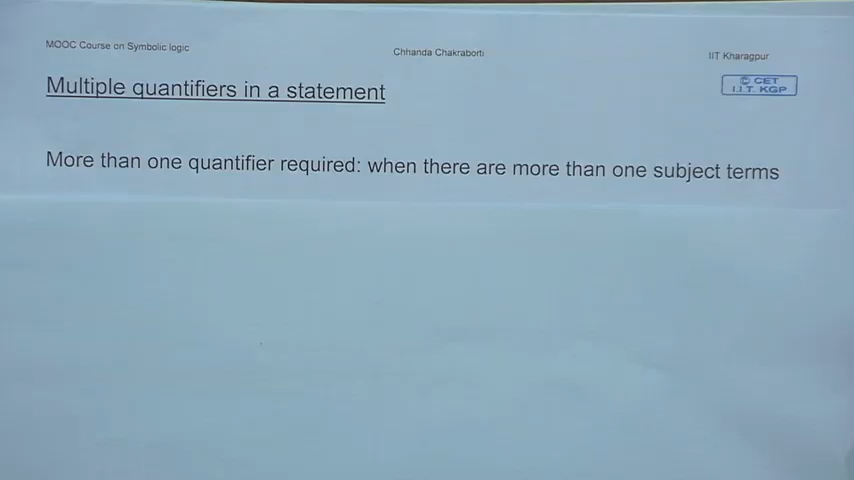 MOOC Course on Symbolic logic
Chhanda Chakraborti
IIT Kharagpur
© CET
I.I.T. KGP
Multiple quantifiers in a statement
More than one quantifier required: when there are more than one subject terms